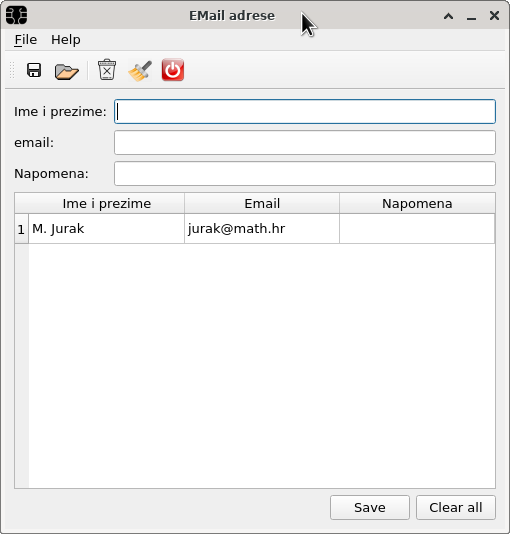 EMail adrese
File Help
Ime i prezime:
email:
Napomena:
Ime i prezime Email Napomena
1 M. Jurak jurak@math.hr
Save Clear all